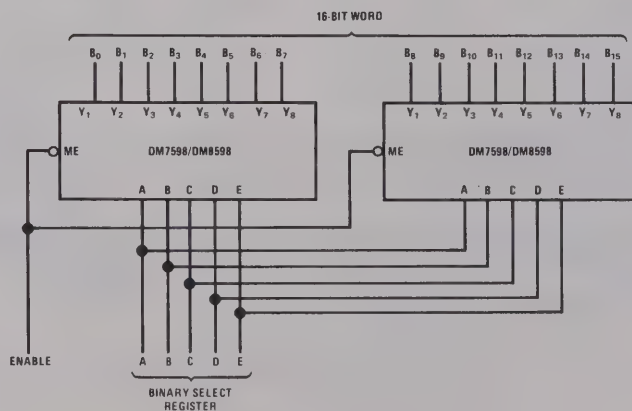 16-BIT WORD
B0 B1 B2 B3 B4 B5 B6 B7 B8 B9 B10 B11 B12 B13 B14 B15
Y1 Y2 Y3 Y4 Y5 Y6 Y7 Y8 Y1 Y2 Y3 Y4 Y5 Y6 Y7 Y8
ME DM7598/DM8598 ME DM7598/DM8598
A B C D E A B C D E
ENABLE A B C D E
BINARY SELECT
REGISTER